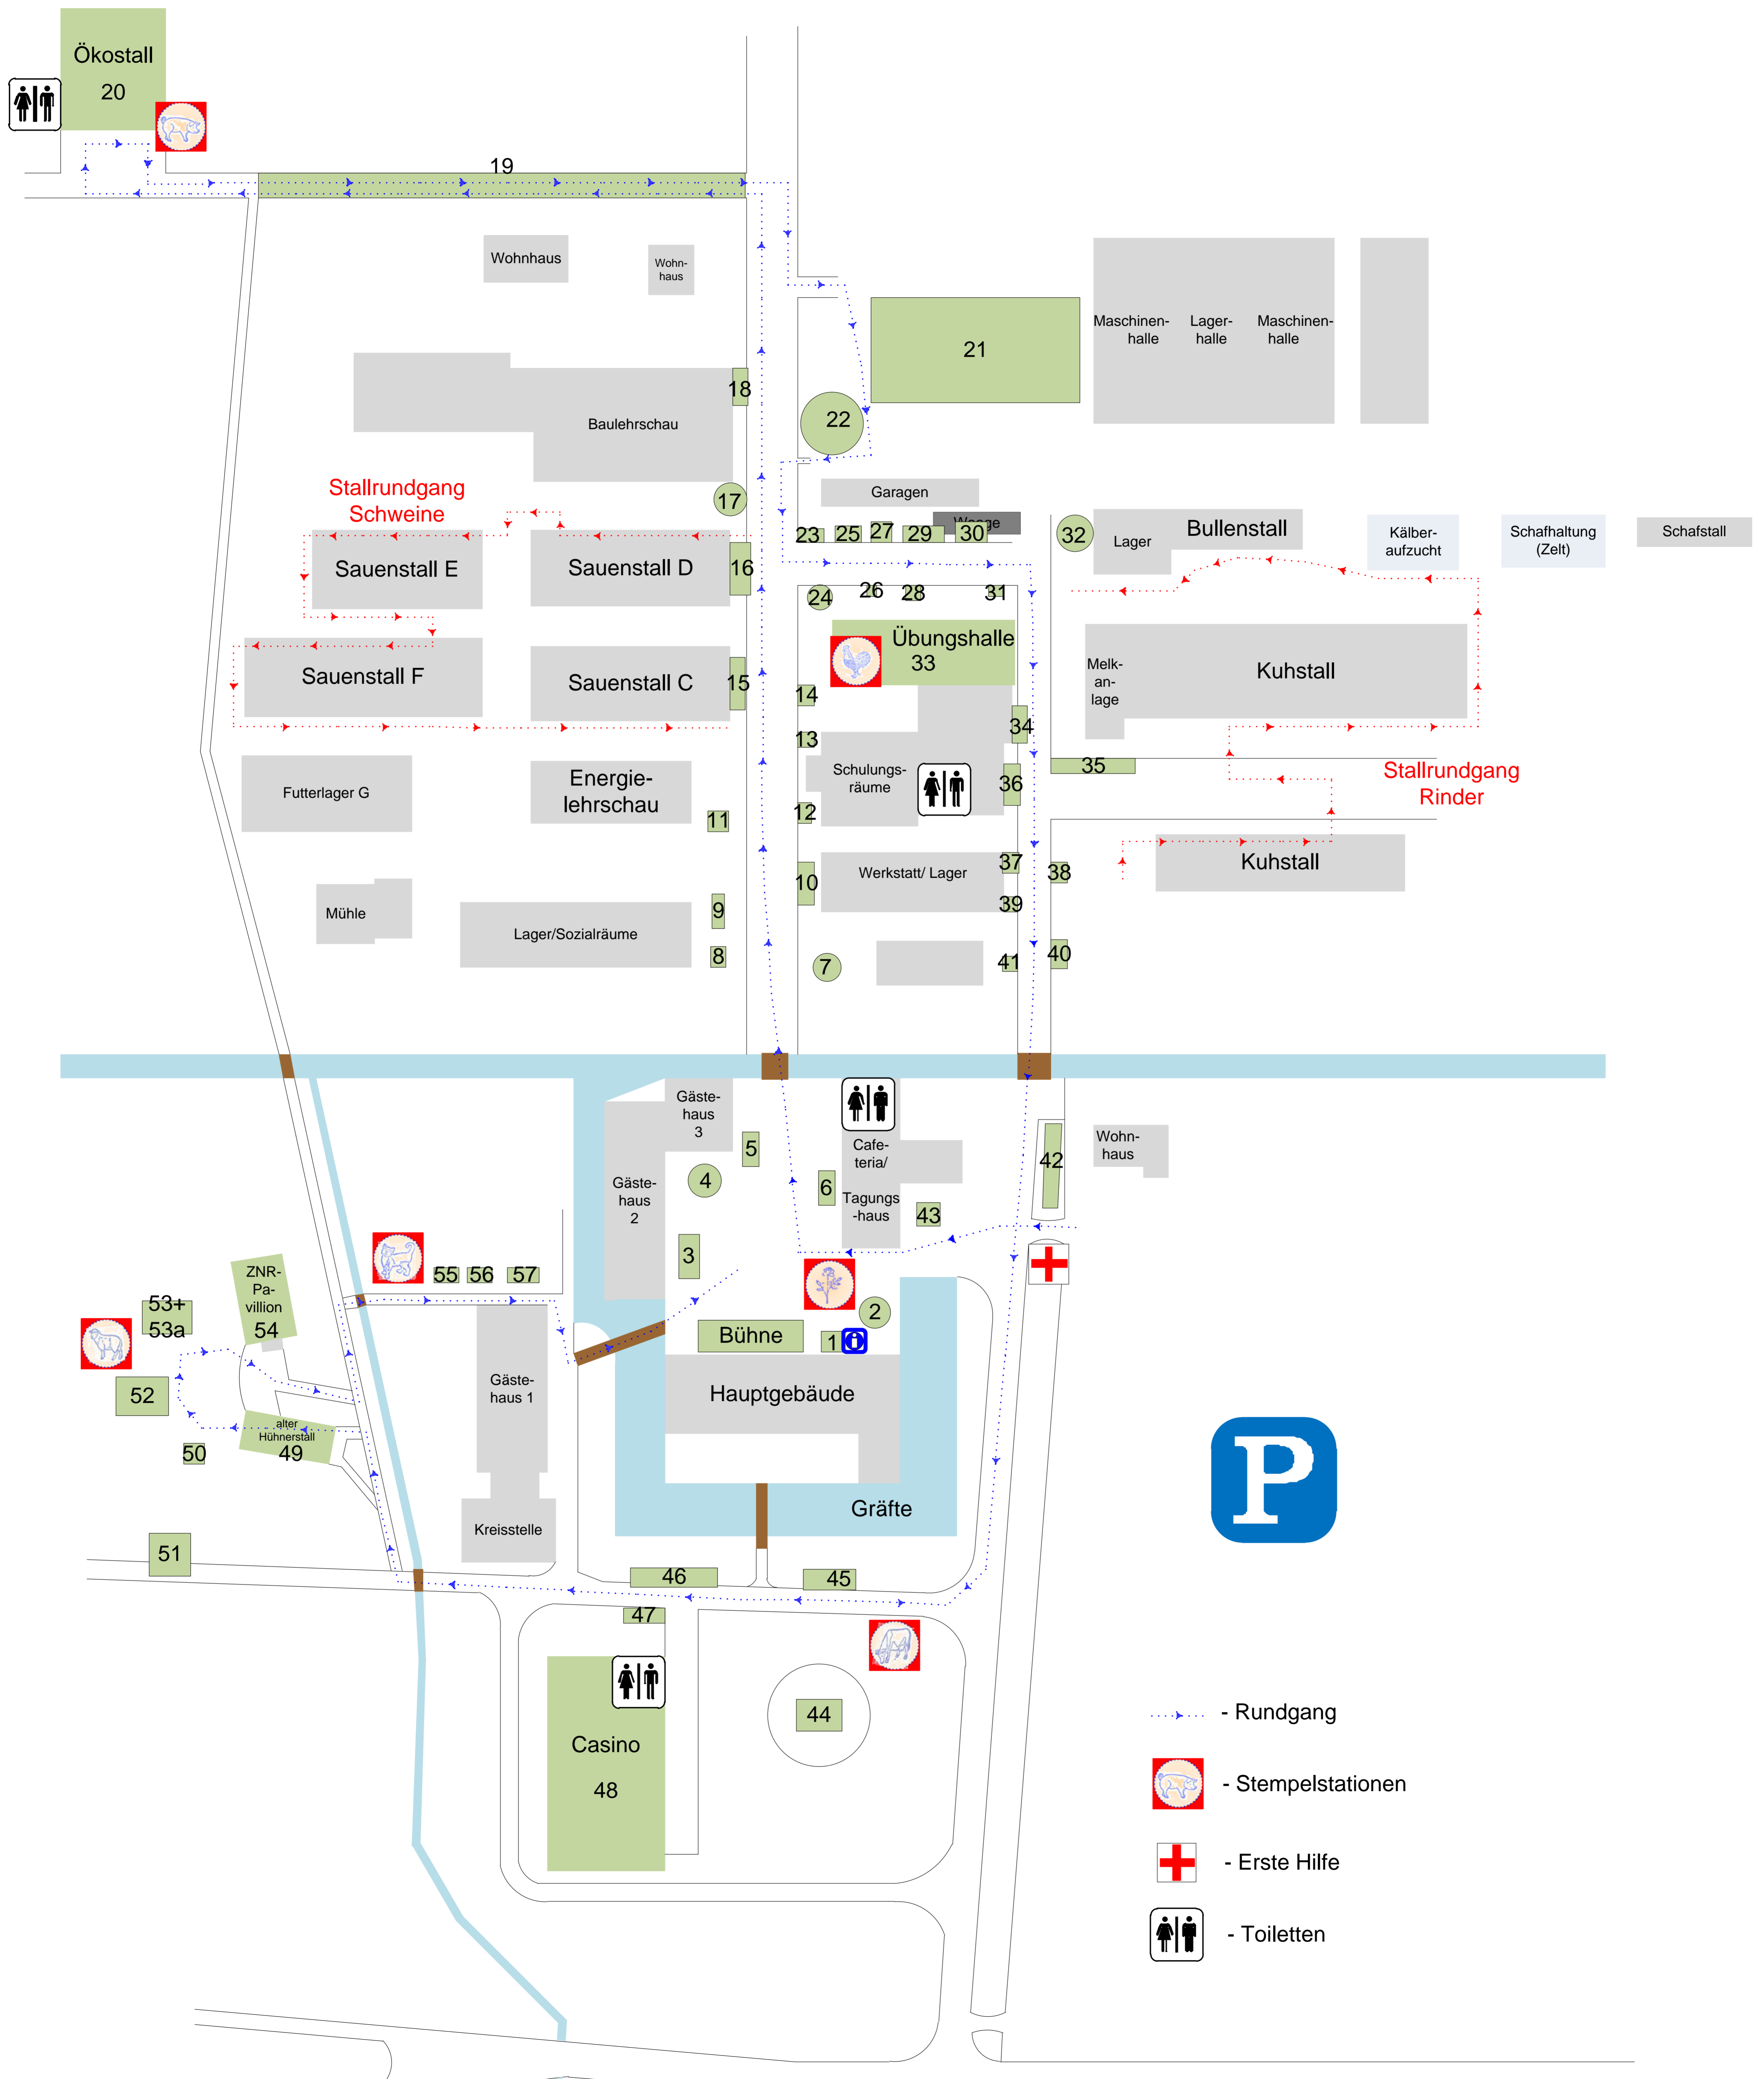 Ökostall
20
19
Wohnhaus
Wohn-
haus
21
Maschinen-
halle
Lager-
halle
Maschinen-
halle
18
Baulehrschau
22
17
Garagen
Waage
23
25
27
29
30
32
Lager
Bullenstall
Kälber-
aufzucht
Schafhaltung
(Zelt)
Schafstall
Stallrundgang
Schweine
Sauenstall E
Sauenstall D
16
24
26
28
31
Übungshalle
33
Sauenstall F
Sauenstall C
15
14
13
34
Melk-
an-
lage
Kuhstall
35
Stallrundgang
Rinder
Futterlager G
Energie-
lehrschau
11
12
Schulungs-
räume
36
10
Werkstatt/ Lager
37
38
39
Kuhstall
Mühle
Lager/Sozialräume
9
8
7
41
40
Gäste-
haus
3
5
4
Gäste-
haus
2
3
6
Cafe-
teria/
Tagungs
-haus
43
42
Wohn-
haus
ZNR-
Pa-
villion
54
53+
53a
55
56
57
52
Bühne
1
2
Hauptgebäude
Gäste-
haus 1
alter
Hühnerstall
49
50
51
Kreisstelle
Gräfte
P
46
45
47
44
Casino
48
- Rundgang
- Stempelstationen
- Erste Hilfe
- Toiletten